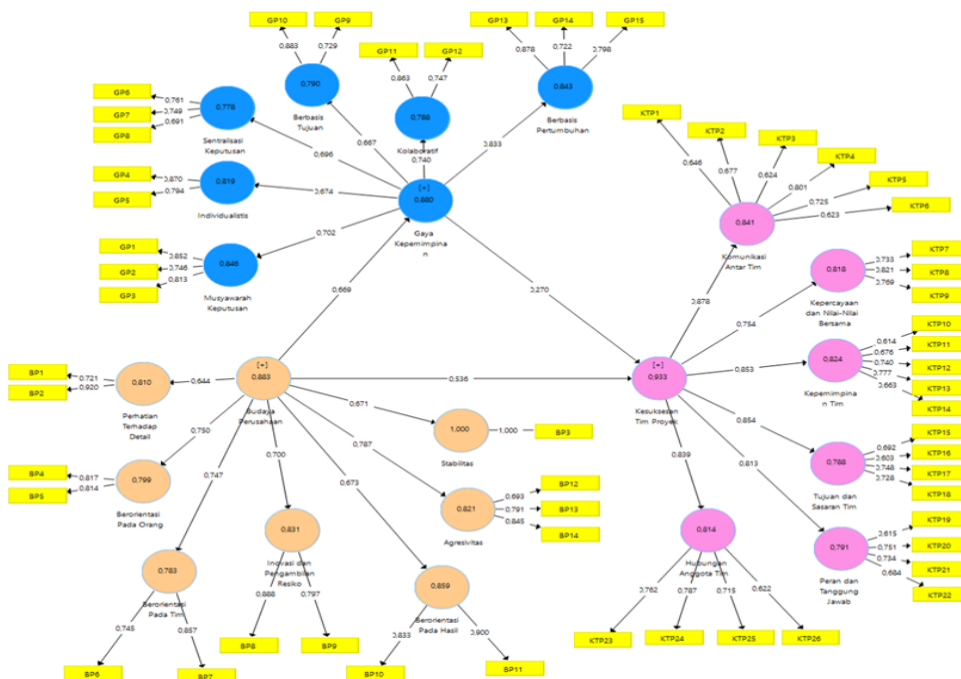 GP10
GP9
GP13
GP14
GP15
0,883
0,729
GP11
GP12
0,878
0,722
0,798
0,863
0,747
GP6
GP7
GP8
0,761
0,749
0,691
0,778
Sentralisasi
Keputusan
0,790
Berbasis
Tujuan
0,788
Kolaboratif
0,843
Berbasis
Pertumbuhan
0,696
0,667
0,740
0,833
GP4
GP5
0,870
0,794
0,819
Individualistis
0,674
[+]
0,880
Gaya
Kepemimpina
n
GP1
GP2
GP3
0,852
0,746
0,813
0,846
Musyawarah
Keputusan
0,702
0,669
0,270
KTP1
KTP2
KTP3
KTP4
KTP5
KTP6
0,646
0,677
0,624
0,801
0,725
0,623
0,841
Komunikasi
Antar Tim
0,878
KTP7
KTP8
KTP9
0,733
0,821
0,769
0,818
Kepercayaan
dan Nilai-Nilai
Bersama
0,754
KTP10
KTP11
KTP12
KTP13
KTP14
0,614
0,676
0,740
0,777
0,663
0,824
Kepemimpina
n Tim
0,853
BP1
BP2
0,721
0,920
0,810
Perhatian
Terhadap
Detail
0,644
[+]
0,883
Budaya
Perusahaan
0,536
[+]
0,933
Kesuksesan
Tim Proyek
0,671
1,000
Stabilitas
1,000
BP3
BP4
BP5
0,817
0,814
0,799
Berorientasi
Pada Orang
0,750
0,747
0,700
0,673
0,787
0,821
Agresivitas
0,693
0,791
0,845
BP12
BP13
BP14
0,854
0,788
Tujuan dan
Sasaran Tim
0,692
0,603
0,748
0,728
KTP15
KTP16
KTP17
KTP18
0,839
0,813
0,814
Hubungan
Anggota Tim
0,762
0,787
0,715
0,622
KTP23
KTP24
KTP25
KTP26
0,791
Peran dan
Tanggung
Jawab
0,615
0,751
0,734
0,684
KTP19
KTP20
KTP21
KTP22
0,783
Berorientasi
Pada Tim
0,745
0,857
BP6
BP7
0,831
Inovasi dan
Pengambilan
Resiko
0,888
0,797
BP8
BP9
0,859
Berorientasi
Pada Hasil
0,833
0,900
BP10
BP11